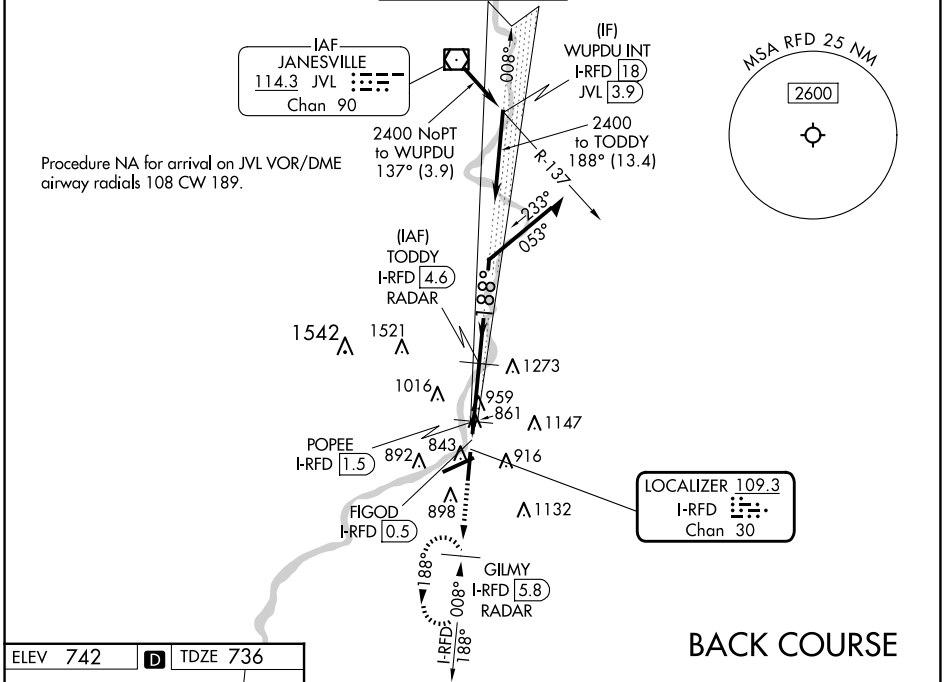 IAF
JANESVILLE
114.3 JVL
Chan 90
(IF)
WUPDU INT
I-RFD 18
JVL 3.9
008°
MSA RFD 25 NM
2600
2400 NoPT
to WUPDU
137° (3.9)
2400
to TODDY
188° (13.4)
R-137
Procedure NA for arrival on JVL VOR/DME
airway radials 108 CW 189.
233°
053°
(IAF)
TODDY
I-RFD 4.6
RADAR
188°
1542
1521
1273
1016
959
861
1147
POPEE
I-RFD 1.5
892
843
916
FIGOD
I-RFD 0.5
898
1132
LOCALIZER 109.3
I-RFD
Chan 30
188°
008°
GILMY
I-RFD 5.8
RADAR
I-RFD
188°
BACK COURSE
ELEV 742 D TDZE 736